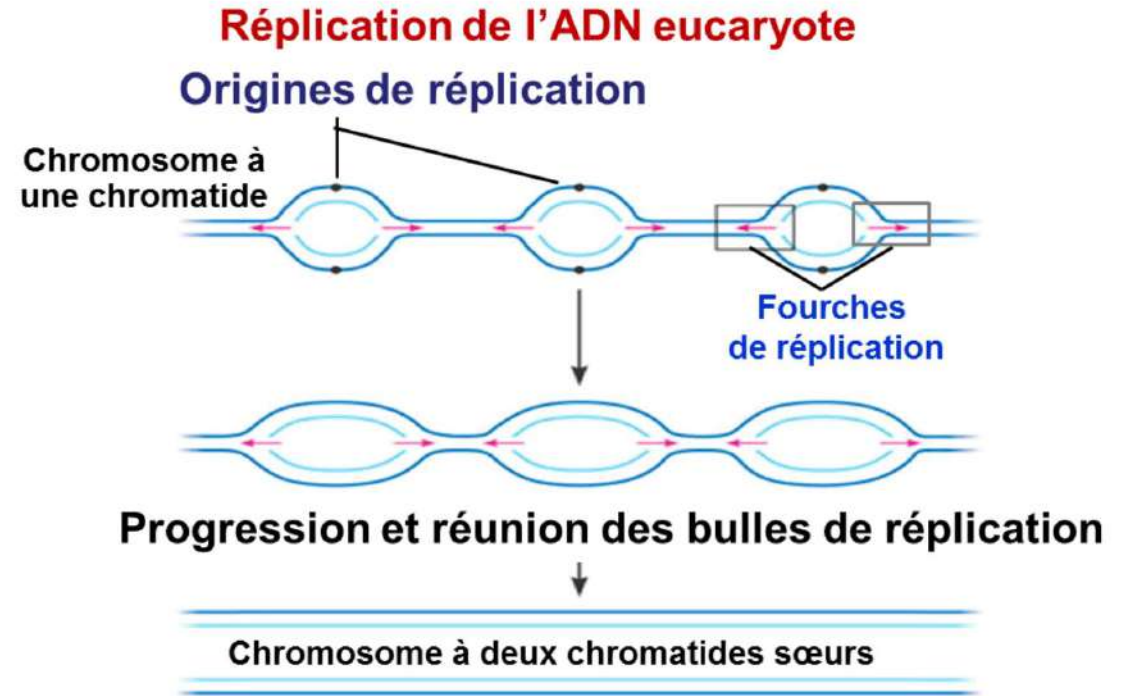 Réplication de l'ADN eucaryote
Origines de réplication
Chromosome à
une chromatide
Fourches
de réplication
Progression et réunion des bulles de réplication
Chromosome à deux chromatides sœurs